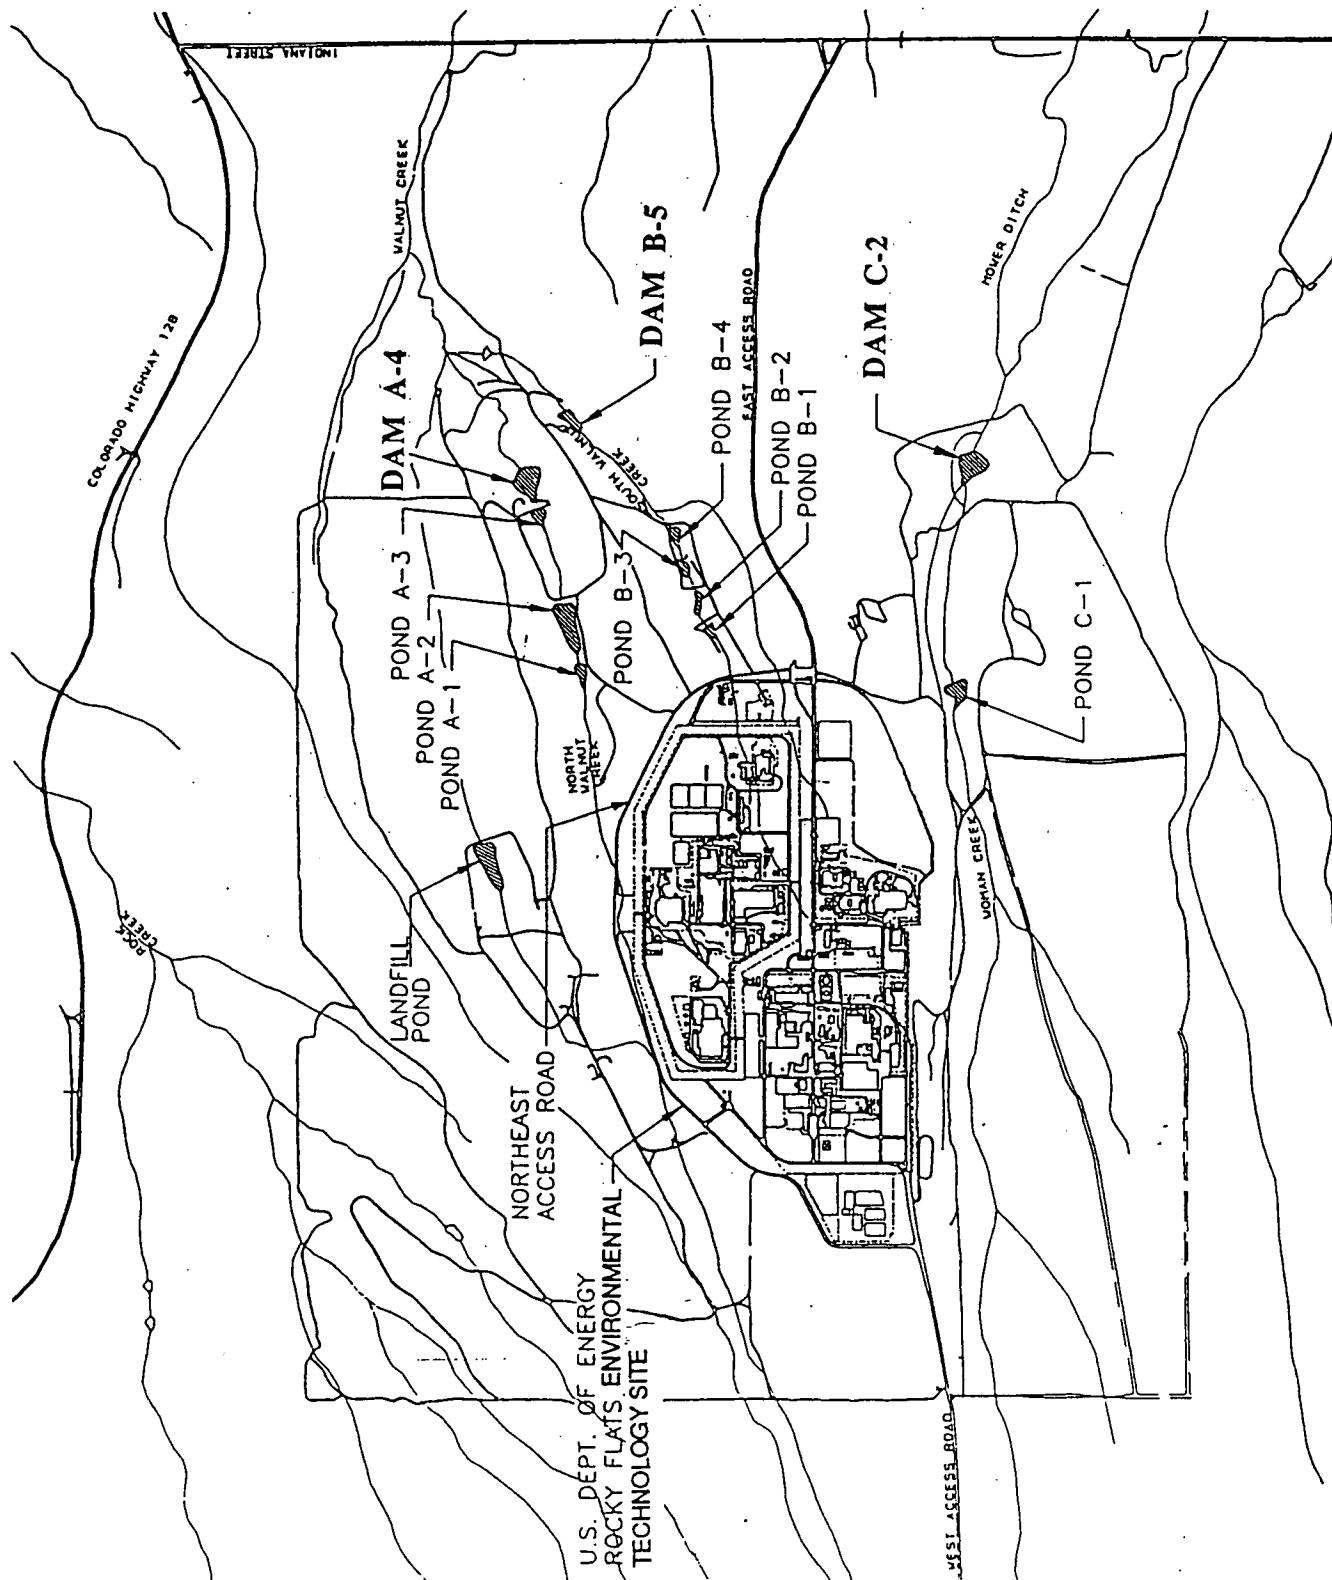 INDIANA STREET
COLORADO HIGHWAY 128
WALNUT CREEK
DAM A-4
DAM B-5
SOUTH WALNUT
CREEK
POND A-3
POND A-2
POND A-1
POND B-3
POND B-4
POND B-2
POND B-1
EAST ACCESS ROAD
DAM C-2
MOWER DITCH
POND C-1
WOMAN CREEK
NORTH
WALNUT
CREEK
LANDFILL
POND
ROCK
CREEK
NORTHEAST
ACCESS ROAD
U.S. DEPT. OF ENERGY
ROCKY FLATS ENVIRONMENTAL
TECHNOLOGY SITE
WEST ACCESS ROAD